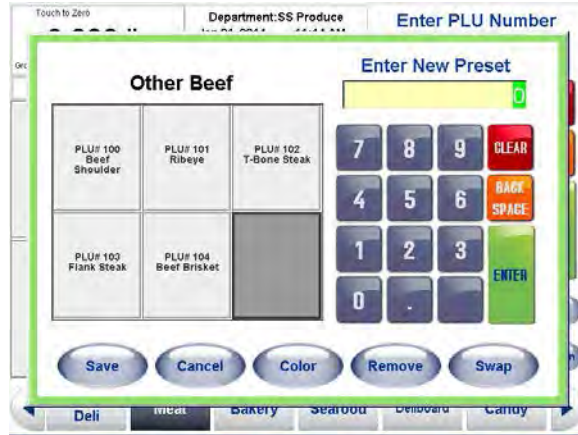 Touch to Zero
Department:SS Produce
Enter PLU Number
Other Beef
Enter New Preset
0
PLU# 100
Beef
Shoulder
PLU# 101
Ribeye
PLU# 102
T-Bone Steak
7 8 9 CLEAR
4 5 6 BACK
SPACE
PLU# 103
Flank Steak
PLU# 104
Beef Brisket
1 2 3
ENTER
0 .
Save Cancel Color Remove Swap
Deli Meat Bakery Seafood Deliboard Candy